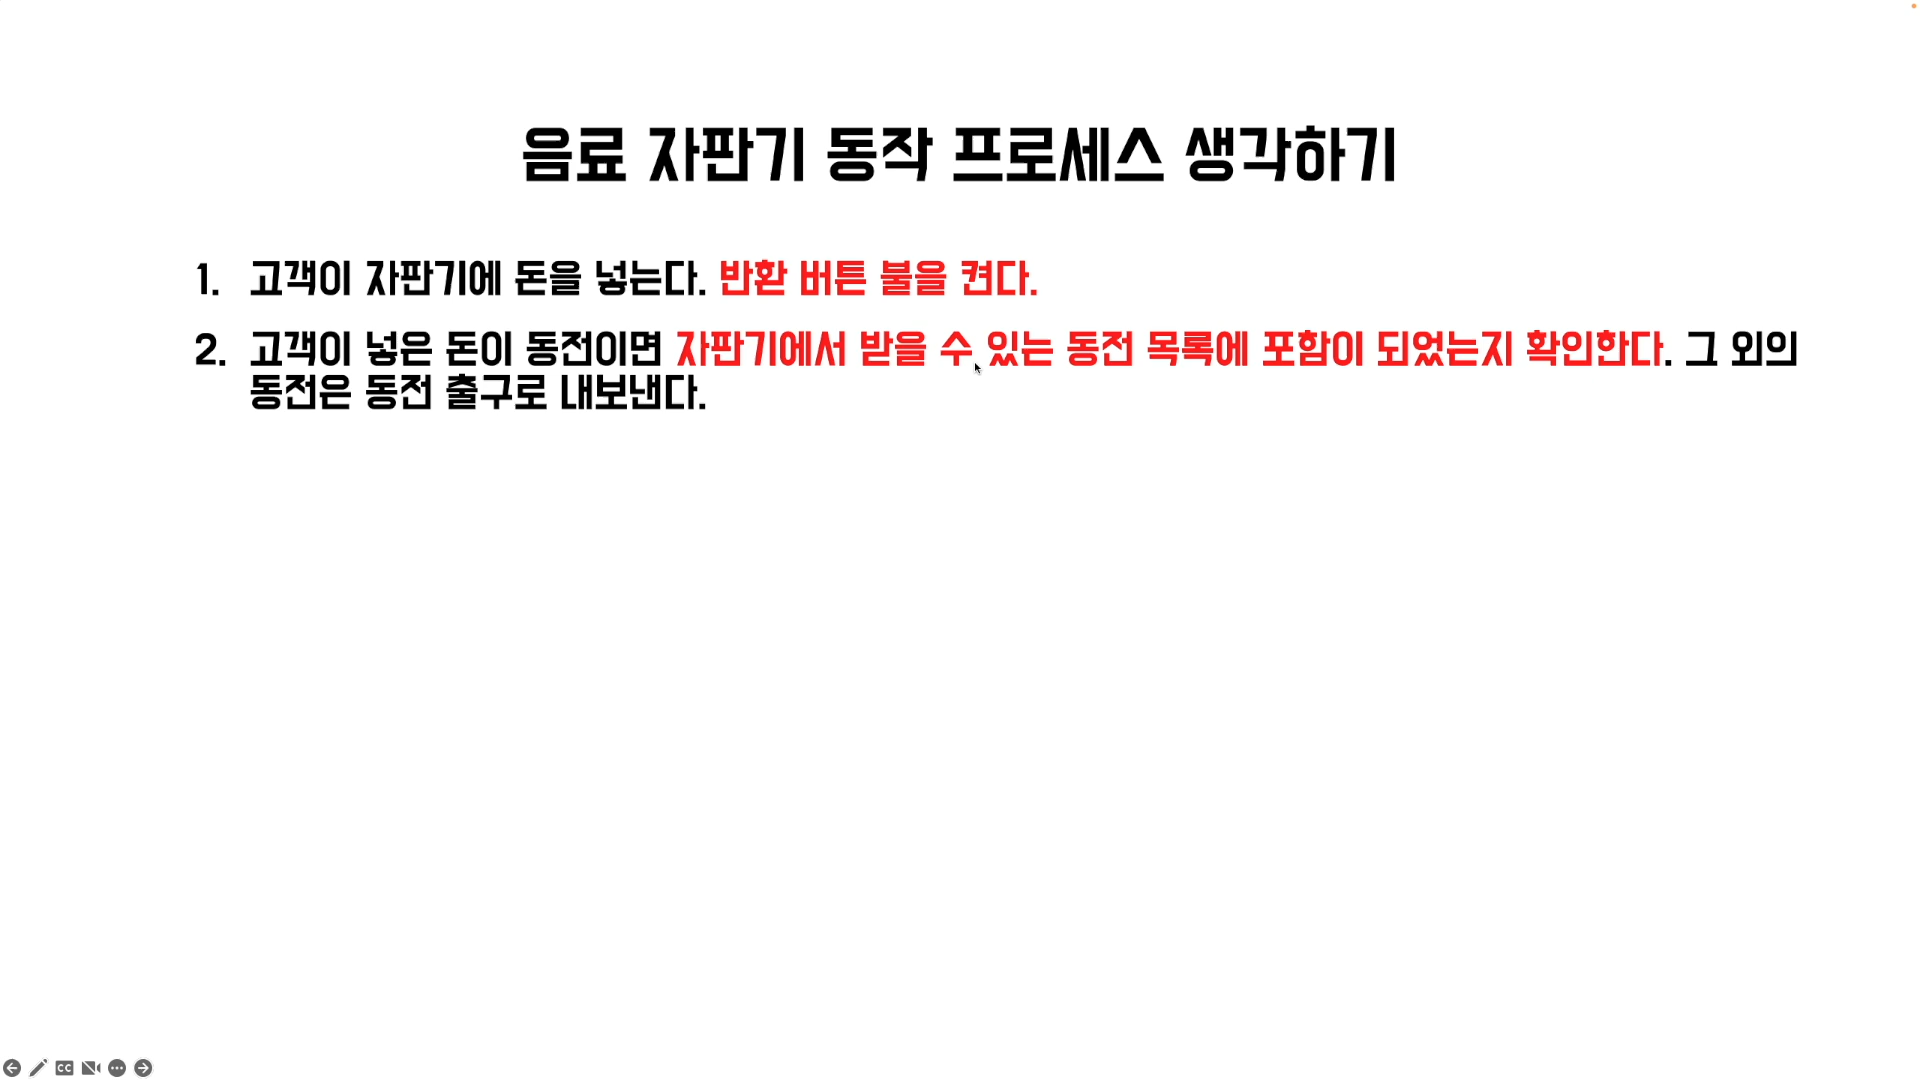 음료 자판기 동작 프로세스 생각하기
1. 고객이 자판기에 돈을 넣는다. 반환 버튼 불을 켠다.
2. 고객이 넣은 돈이 동전이면 자판기에서 받을 수 있는 동전 목록에 포함이 되었는지 확인한다. 그 외의
동전은 동전 출구로 내보낸다.
CC